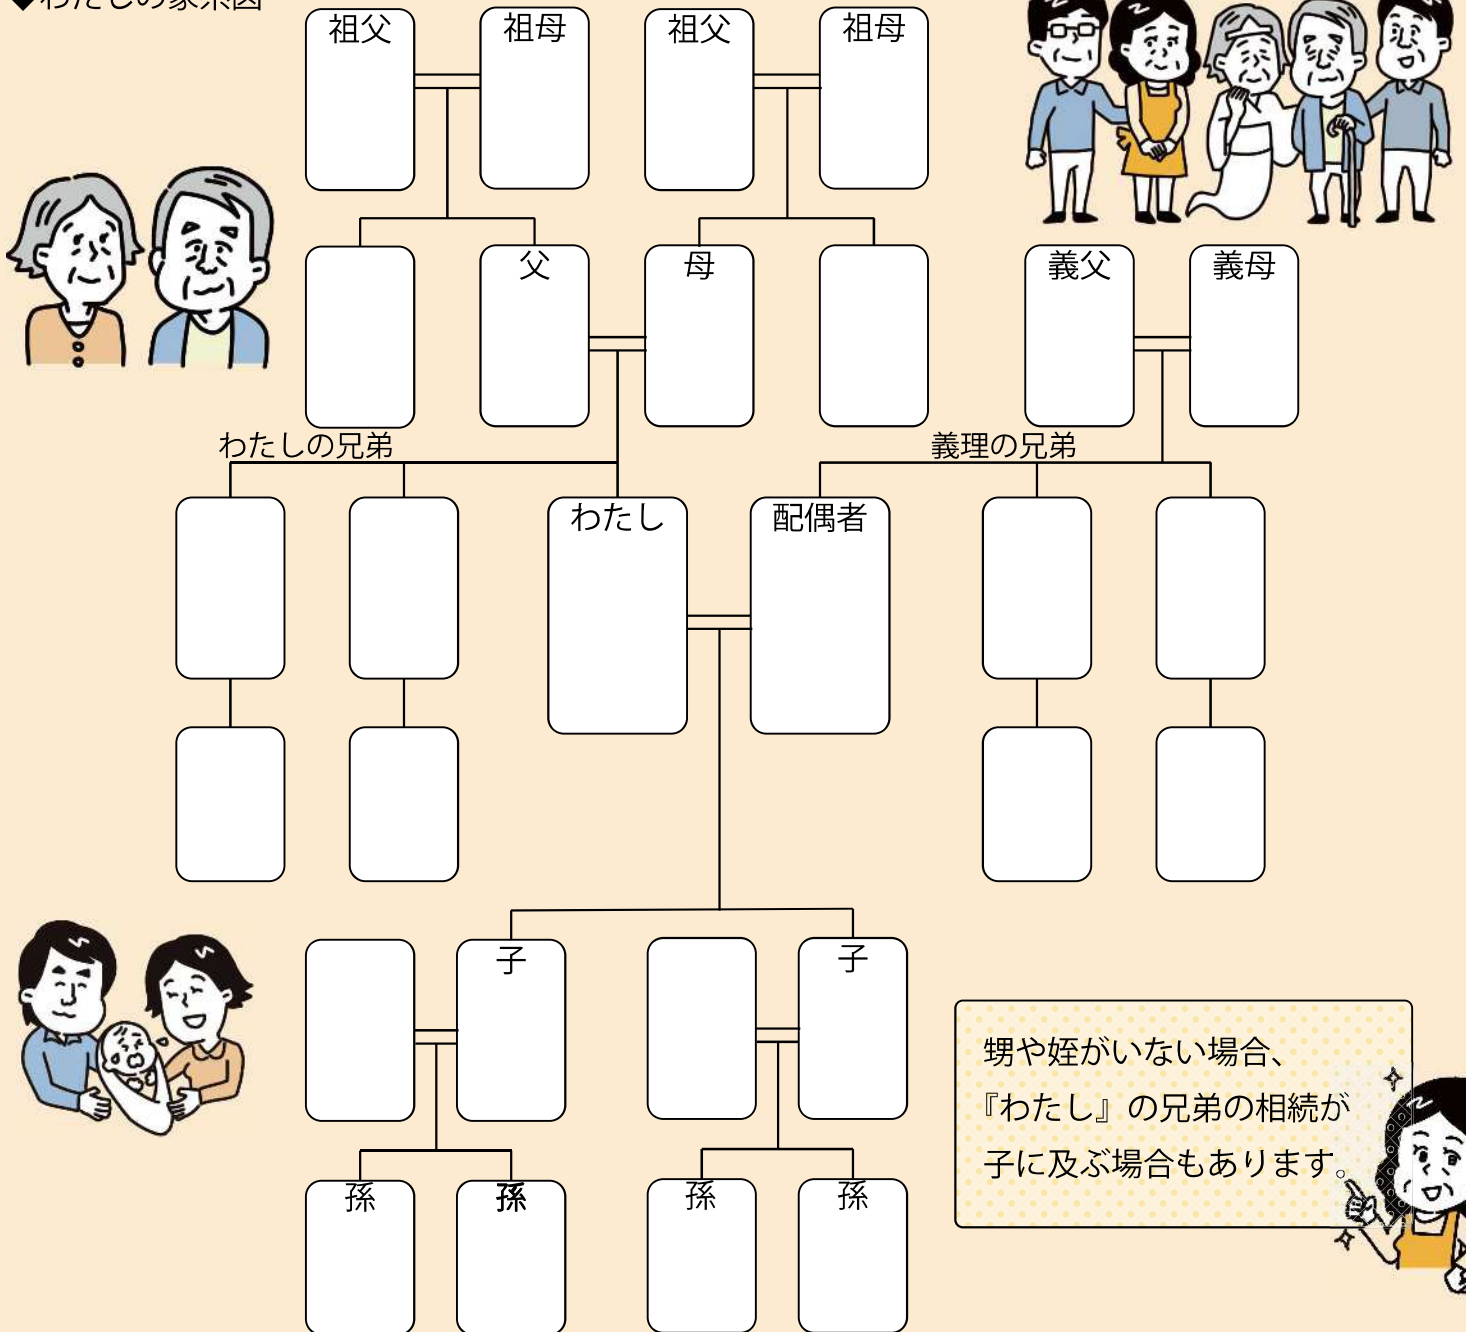 ◆わたしの家系図
祖父
祖母
祖父
祖母
父
母
義父
義母
わたしの兄弟
義理の兄弟
わたし
配偶者
子
子
甥や姪がいない場合、
『わたし』の兄弟の相続が
子に及ぶ場合もあります。
孫
孫
孫
孫